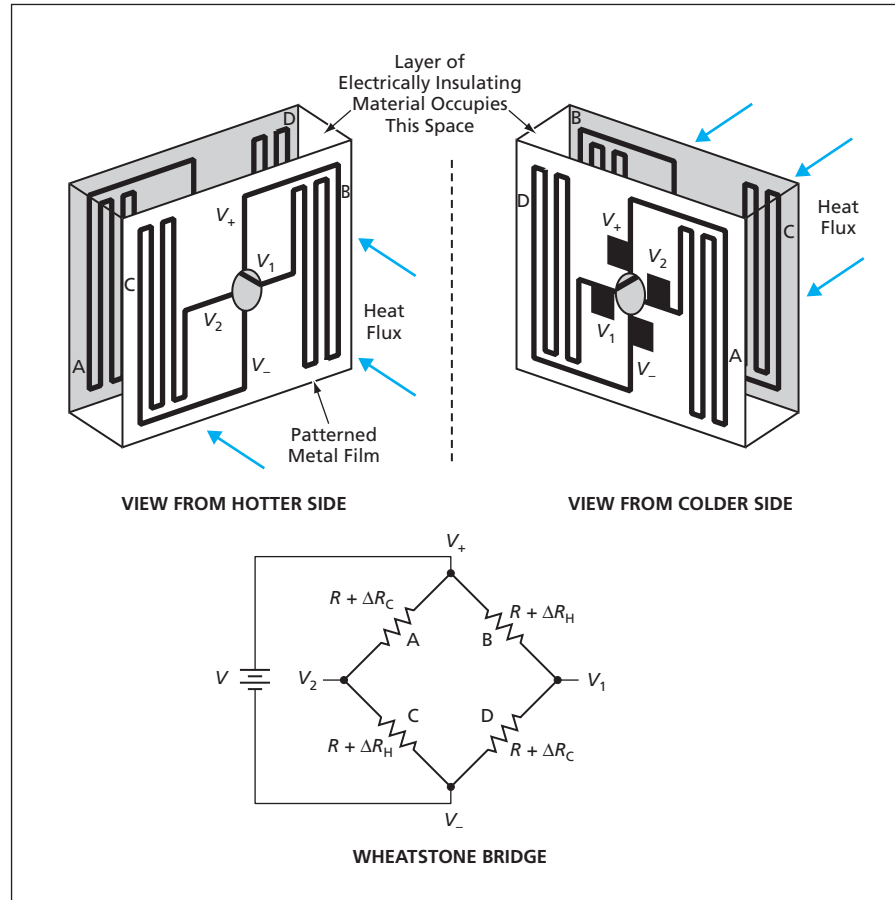 Layer of
Electrically Insulating
Material Occupies
This Space
D
B
V+
V1
C
V2
Heat
Flux
A
V−
Patterned
Metal Film
VIEW FROM HOTTER SIDE
B
D
V+
V2
C
Heat
Flux
V1
V−
A
VIEW FROM COLDER SIDE
V+
R + ΔRC
R + ΔRH
A
B
V
V2
V1
C
D
R + ΔRH
R + ΔRC
V−
WHEATSTONE BRIDGE